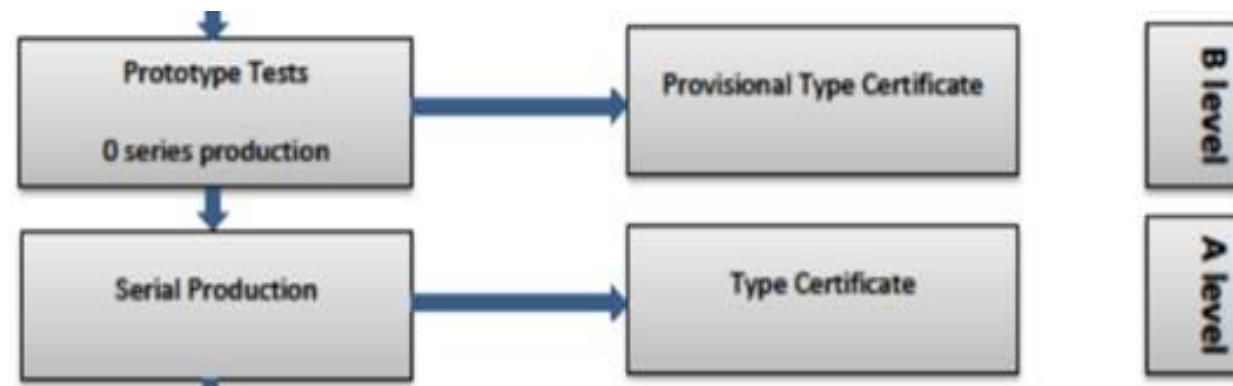 Prototype Tests
0 series production
Provisional Type Certificate
B level
Serial Production
Type Certificate
A level